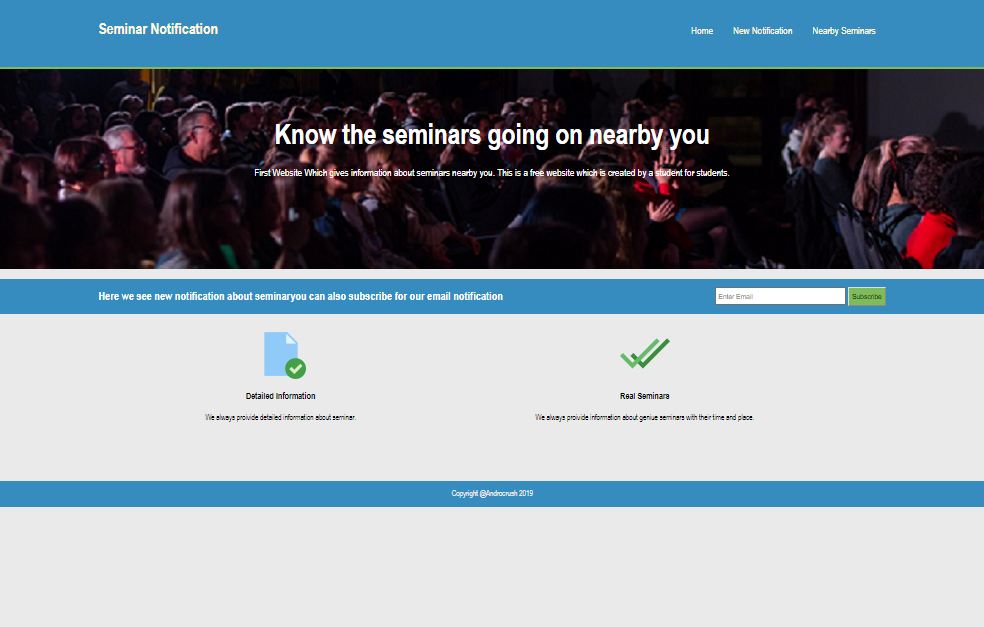 Seminar Notification
Home New Notification Nearby Seminars
Know the seminars going on nearby you
First Website Which gives information about seminars nearby you. This is a free website which is created by a student for students.
Here we see new notification about seminaryou can also subscribe for our email notification
Enter Email Subscribe
Detailed Information
We always proivide detailed information about seminar.
Real Seminars
We always proivide information about geniue seminars with their time and place.
Copyright @Androcrush 2019